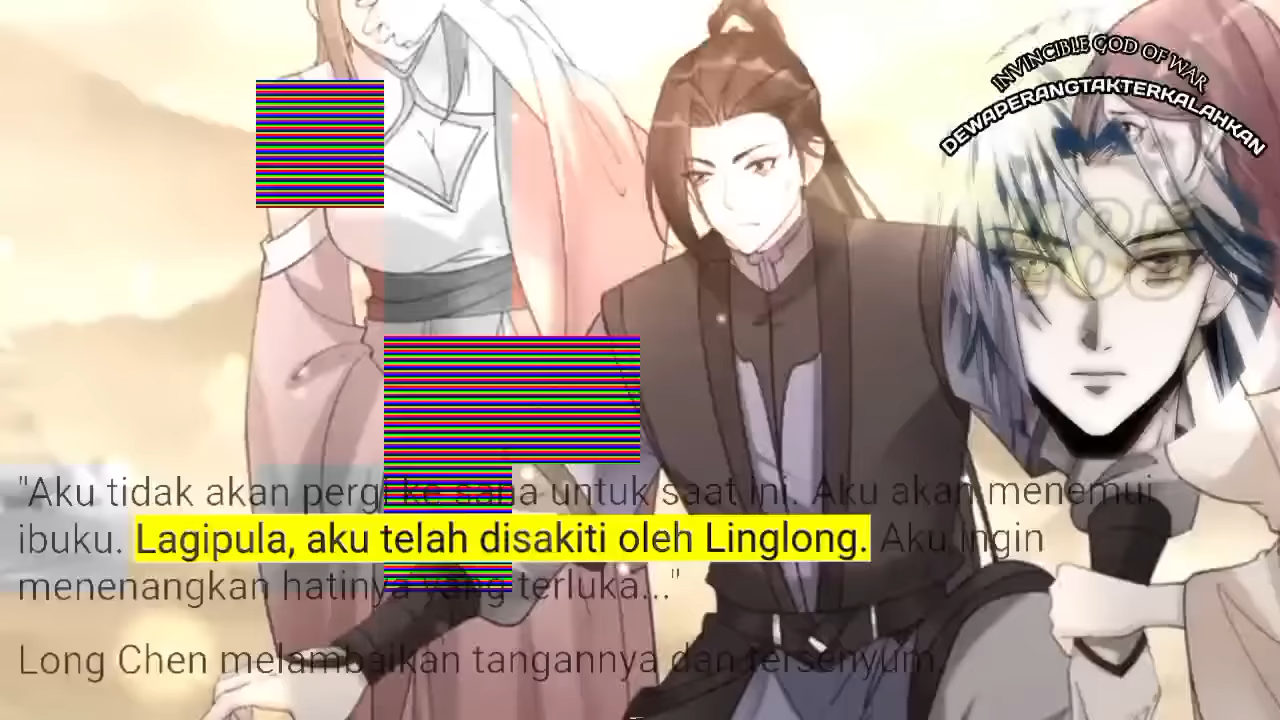 INVINCIBLE GOD OF WAR
DEWAPERANGTAKTERKALAHKAN
"Aku tidak akan pergi ke sana untuk saat ini. Aku akan menemui
ibuku. Lagipula, aku telah disakiti oleh Linglong. Aku ingin
menenangkan hatinya yang terluka..."
Long Chen melambaikan tangannya dan tersenyum.